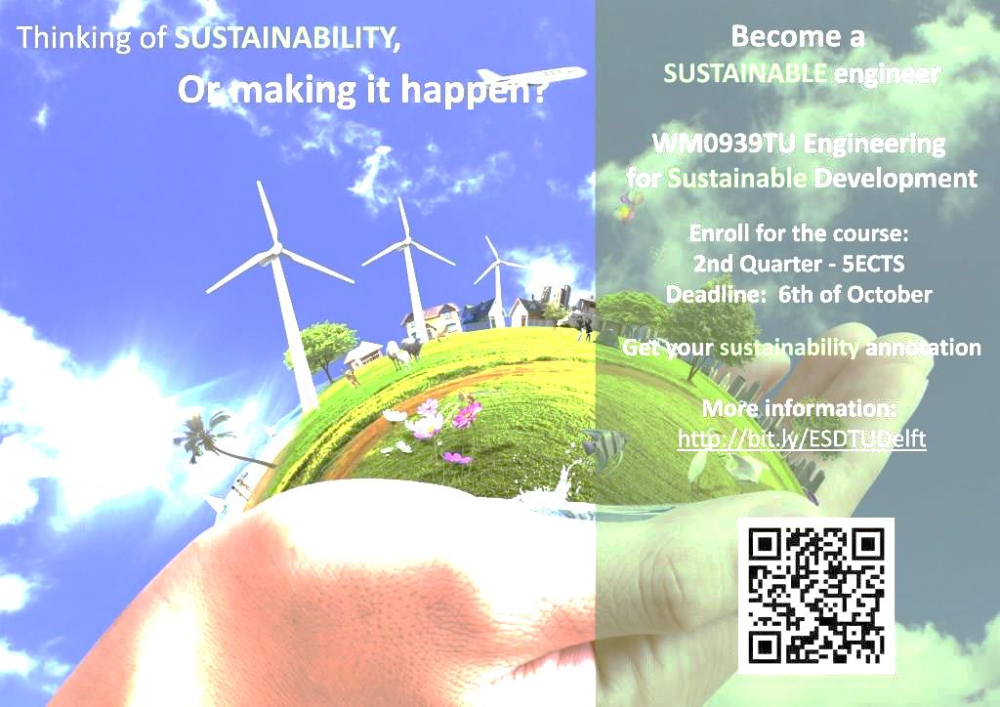 Thinking of SUSTAINABILITY,
Or making it happen?
Become a
SUSTAINABLE engineer
WM0939TU Engineering
for Sustainable Development
Enroll for the course:
2nd Quarter - 5ECTS
Deadline: 6th of October
Get your sustainability annotation
More information:
http://bit.ly/ESDTUDelft